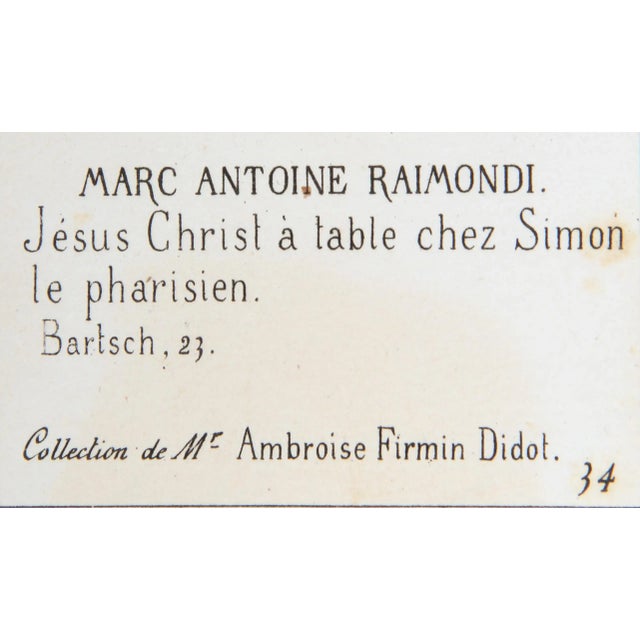 MARC ANTOINE RAIMONDI.
Jésus Christ à table chez Simon
le pharisien.
Bartsch, 23.
Collection de Mr Ambroise Firmin Didot.
34